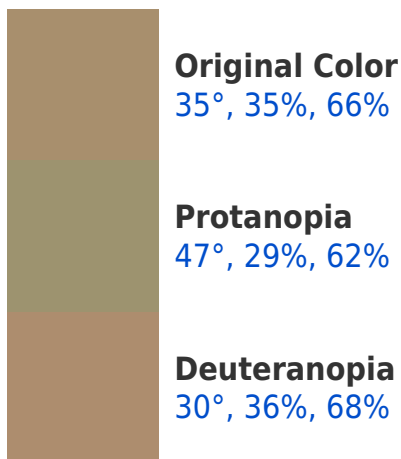 Original Color
35°, 35%, 66%
Protanopia
47°, 29%, 62%
Deuteranopia
30°, 36%, 68%